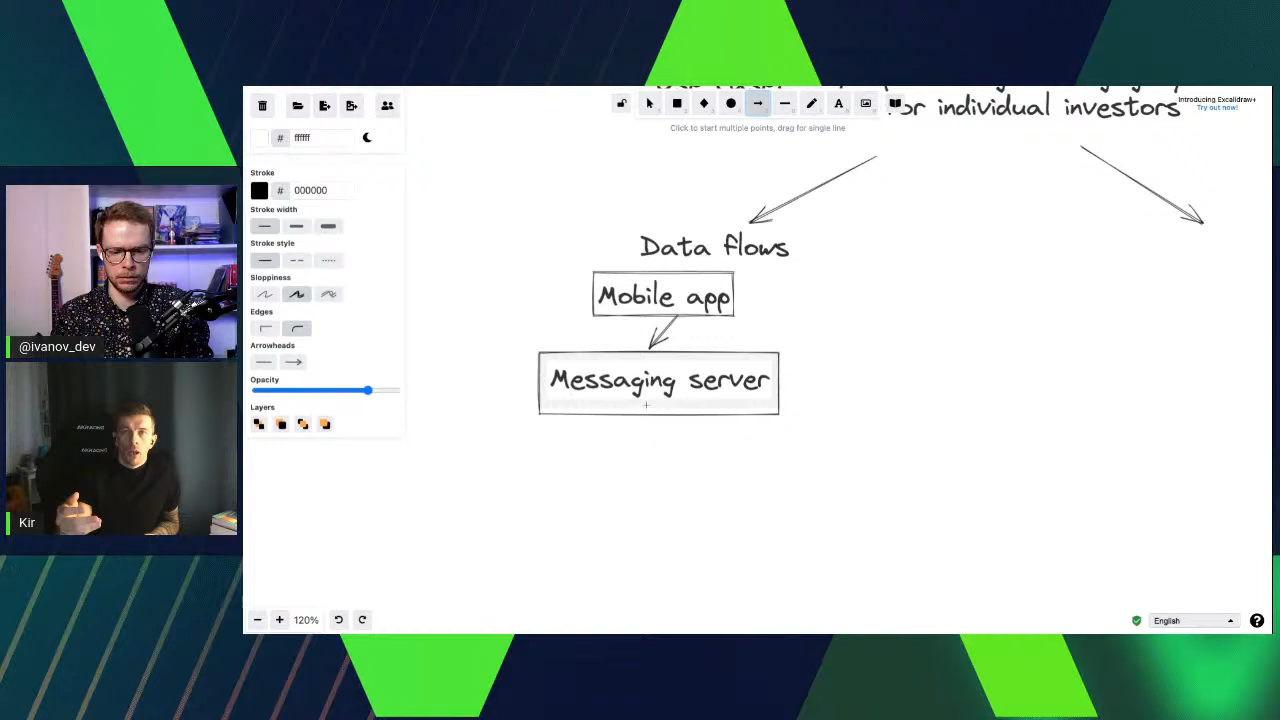 for individual investors
Introducing Excalidraw+
Try out now!
Click to start multiple points, drag for single line
# ffffff
Stroke
# 000000
Stroke width
Stroke style
Sloppiness
Edges
Arrowheads
Opacity
Layers
Data flows
Mobile app
Messaging server
@ivanov_dev
Kir
120%
English